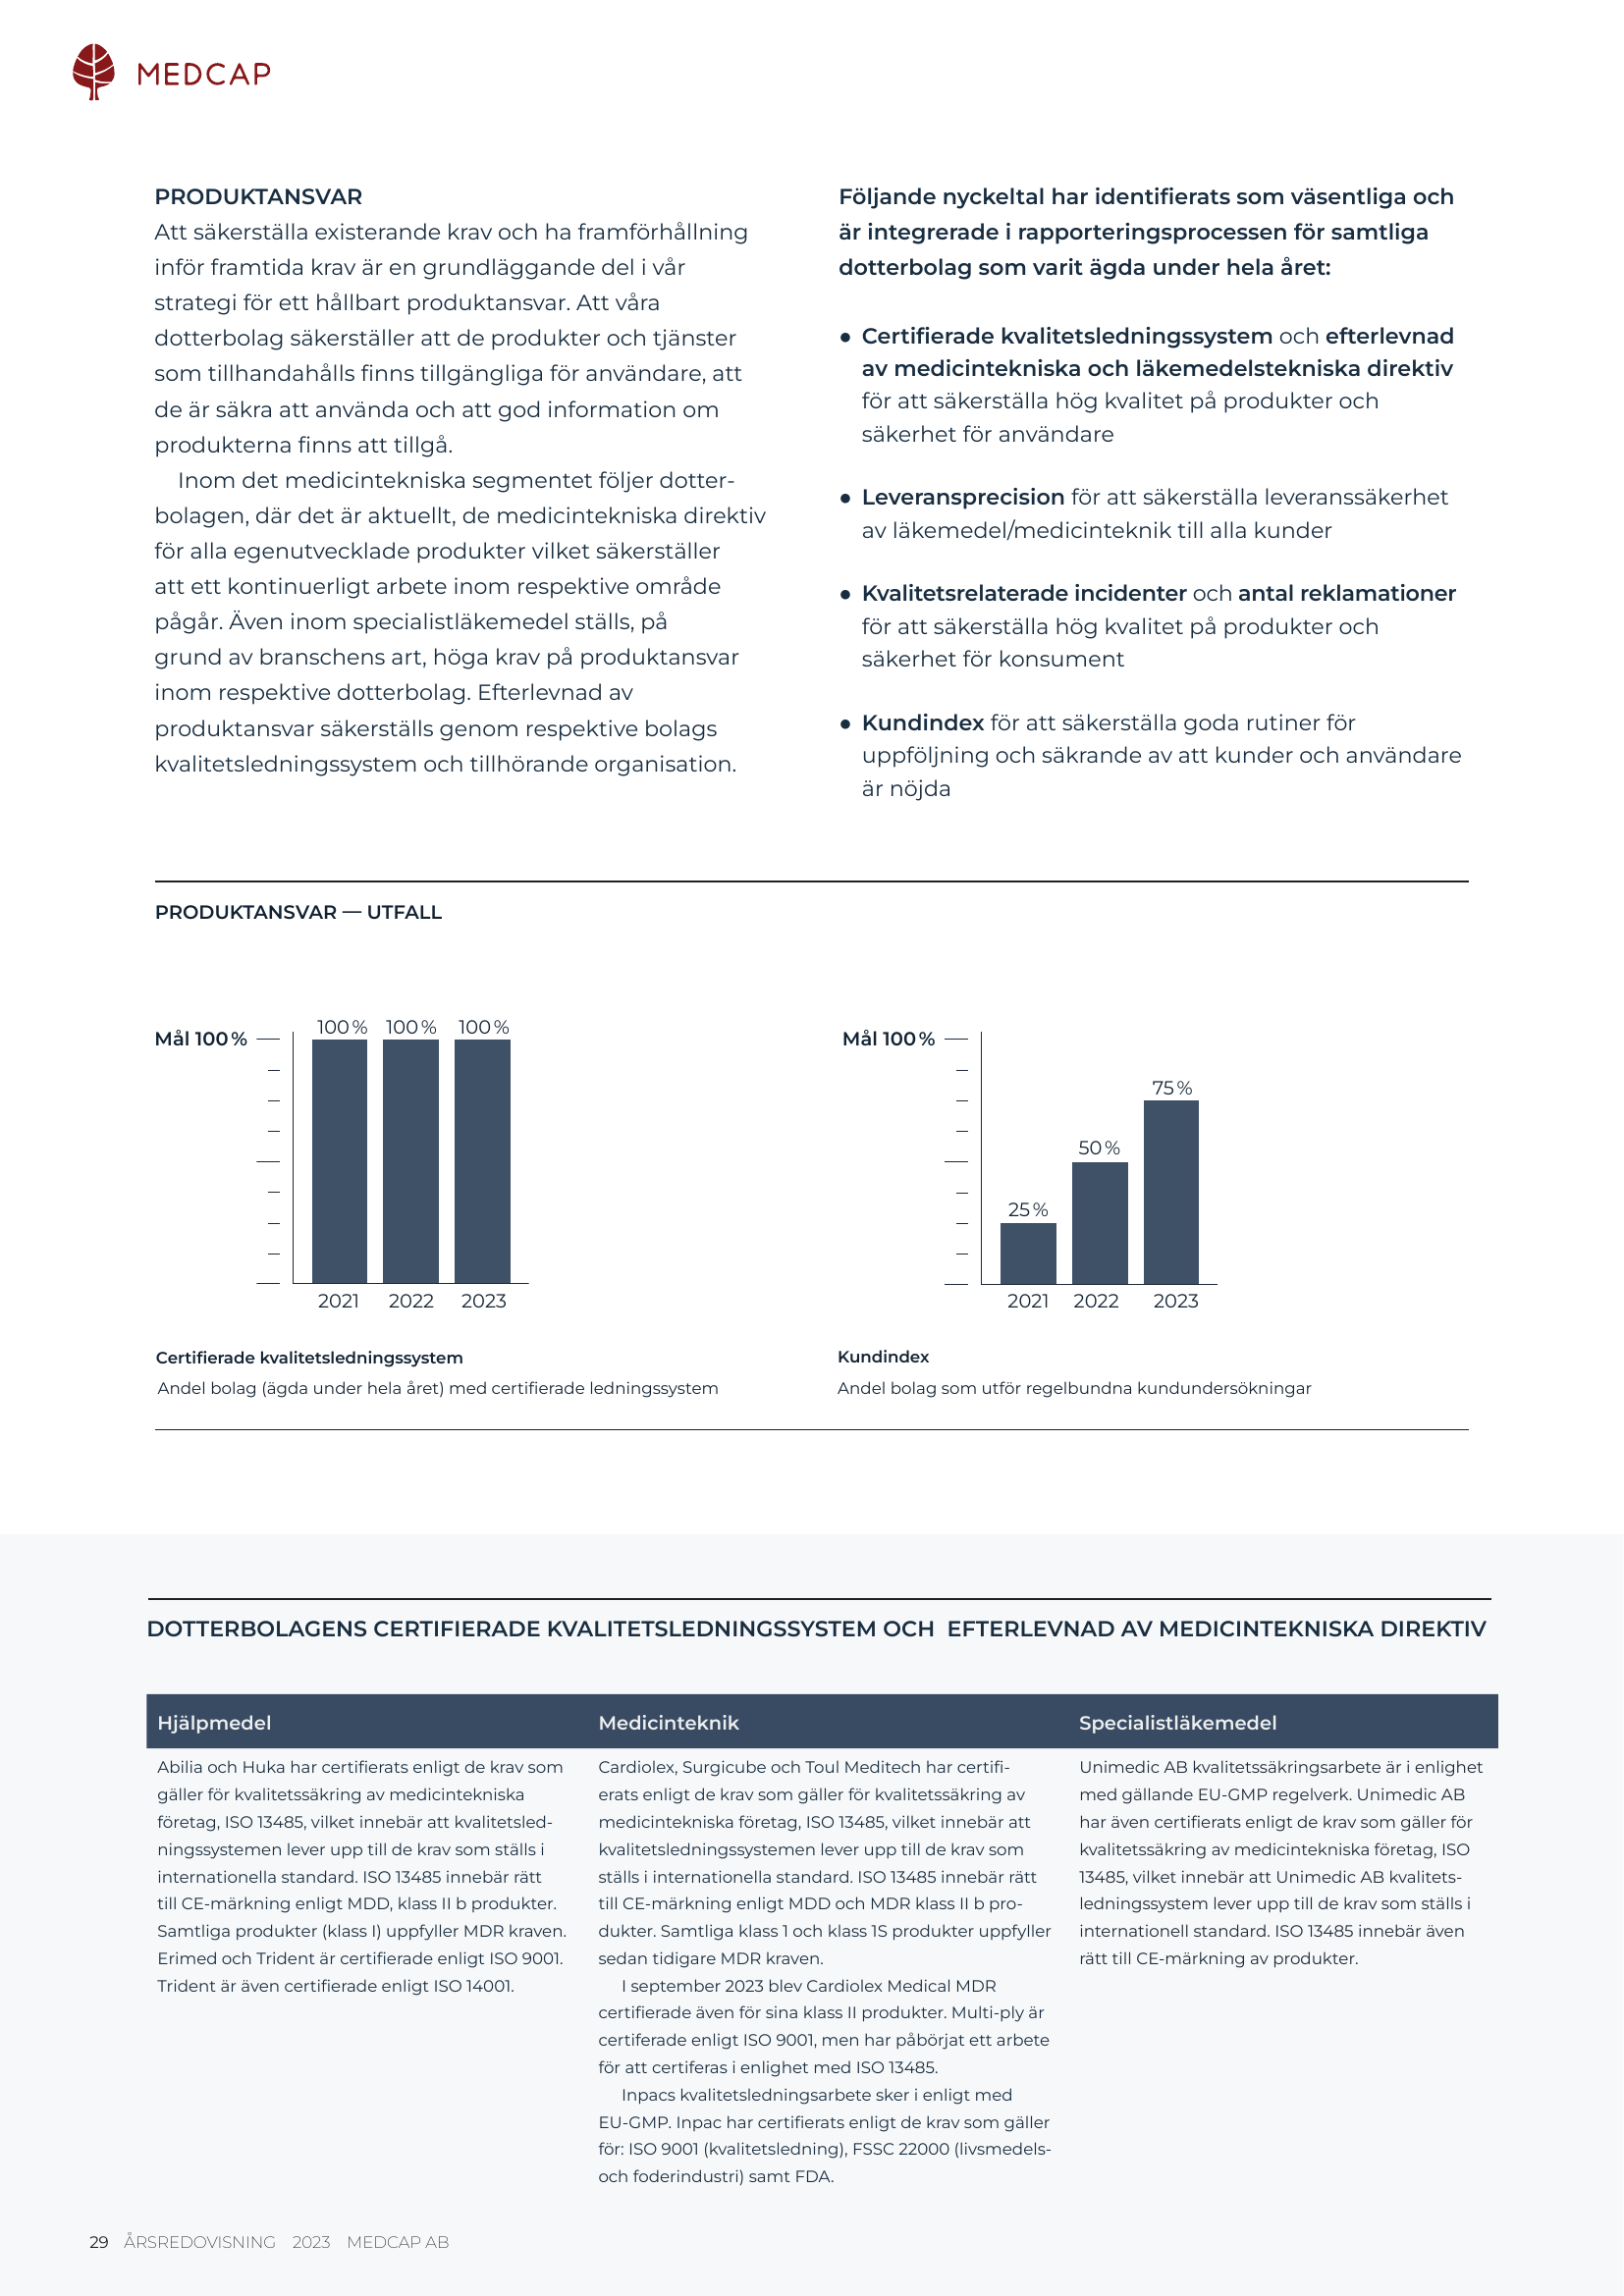 MEDCAP
PRODUKTANSVAR
Att säkerställa existerande krav och ha framförhållning
inför framtida krav är en grundläggande del i vår
strategi för ett hållbart produktansvar. Att våra
dotterbolag säkerställer att de produkter och tjänster
som tillhandahålls finns tillgängliga för användare, att
de är säkra att använda och att god information om
produkterna finns att tillgå.
Inom det medicintekniska segmentet följer dotter-
bolagen, där det är aktuellt, de medicintekniska direktiv
för alla egenutvecklade produkter vilket säkerställer
att ett kontinuerligt arbete inom respektive område
pågår. Även inom specialistläkemedel ställs, på
grund av branschens art, höga krav på produktansvar
inom respektive dotterbolag. Efterlevnad av
produktansvar säkerställs genom respektive bolags
kvalitetsledningssystem och tillhörande organisation.
Följande nyckeltal har identifierats som väsentliga och
är integrerade i rapporteringsprocessen för samtliga
dotterbolag som varit ägda under hela året:
● Certifierade kvalitetsledningssystem och efterlevnad
av medicintekniska och läkemedelstekniska direktiv
för att säkerställa hög kvalitet på produkter och
säkerhet för användare
● Leveransprecision för att säkerställa leveranssäkerhet
av läkemedel/medicinteknik till alla kunder
● Kvalitetsrelaterade incidenter och antal reklamationer
för att säkerställa hög kvalitet på produkter och
säkerhet för konsument
● Kundindex för att säkerställa goda rutiner för
uppföljning och säkrande av att kunder och användare
är nöjda
PRODUKTANSVAR — UTFALL
Mål 100 %
100 % 100 % 100 %
2021 2022 2023
Certifierade kvalitetsledningssystem
Andel bolag (ägda under hela året) med certifierade ledningssystem
Mål 100 %
75 %
50 %
25 %
2021 2022 2023
Kundindex
Andel bolag som utför regelbundna kundundersökningar
DOTTERBOLAGENS CERTIFIERADE KVALITETSLEDNINGSSYSTEM OCH EFTERLEVNAD AV MEDICINTEKNISKA DIREKTIV
Hjälpmedel
Abilia och Huka har certifierats enligt de krav som
gäller för kvalitetssäkring av medicintekniska
företag, ISO 13485, vilket innebär att kvalitetsled-
ningssystemen lever upp till de krav som ställs i
internationella standard. ISO 13485 innebär rätt
till CE-märkning enligt MDD, klass II b produkter.
Samtliga produkter (klass I) uppfyller MDR kraven.
Erimed och Trident är certifierade enligt ISO 9001.
Trident är även certifierade enligt ISO 14001.
Medicinteknik
Cardiolex, Surgicube och Toul Meditech har certifi-
erats enligt de krav som gäller för kvalitetssäkring av
medicintekniska företag, ISO 13485, vilket innebär att
kvalitetsledningssystemen lever upp till de krav som
ställs i internationella standard. ISO 13485 innebär rätt
till CE-märkning enligt MDD och MDR klass II b pro-
dukter. Samtliga klass 1 och klass 1S produkter uppfyller
sedan tidigare MDR kraven.
I september 2023 blev Cardiolex Medical MDR
certifierade även för sina klass II produkter. Multi-ply är
certiferade enligt ISO 9001, men har påbörjat ett arbete
för att certiferas i enlighet med ISO 13485.
Inpacs kvalitetsledningsarbete sker i enligt med
EU-GMP. Inpac har certifierats enligt de krav som gäller
för: ISO 9001 (kvalitetsledning), FSSC 22000 (livsmedels-
och foderindustri) samt FDA.
Specialistläkemedel
Unimedic AB kvalitetssäkringsarbete är i enlighet
med gällande EU-GMP regelverk. Unimedic AB
har även certifierats enligt de krav som gäller för
kvalitetssäkring av medicintekniska företag, ISO
13485, vilket innebär att Unimedic AB kvalitets-
ledningssystem lever upp till de krav som ställs i
internationell standard. ISO 13485 innebär även
rätt till CE-märkning av produkter.
29 ÅRSREDOVISNING 2023 MEDCAP AB